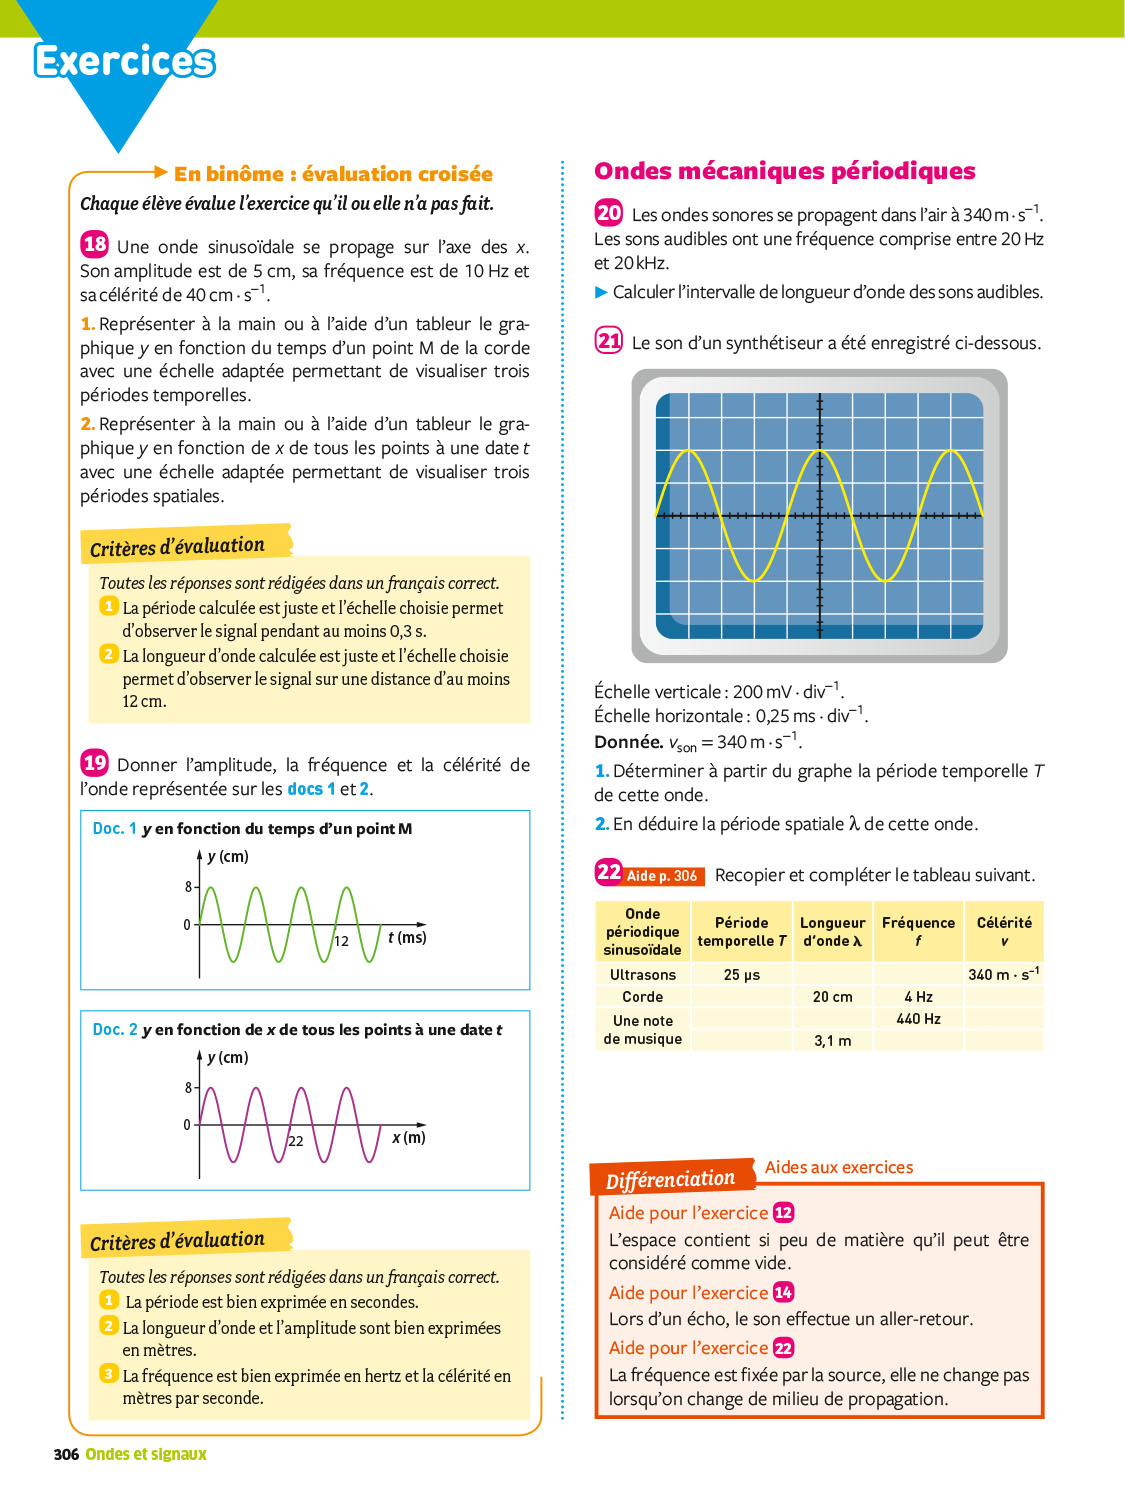 Exercices
En binôme : évaluation croisée
Chaque élève évalue l'exercice qu'il ou elle n'a pas fait.
18 Une onde sinusoïdale se propage sur l'axe des x.
Son amplitude est de 5 cm, sa fréquence est de 10 Hz et
sa célérité de 40 cm · s⁻¹.
1. Représenter à la main ou à l'aide d'un tableur le gra-
phique y en fonction du temps d'un point M de la corde
avec une échelle adaptée permettant de visualiser trois
périodes temporelles.
2. Représenter à la main ou à l'aide d'un tableur le gra-
phique y en fonction de x de tous les points à une date t
avec une échelle adaptée permettant de visualiser trois
périodes spatiales.
Critères d'évaluation
Toutes les réponses sont rédigées dans un français correct.
1 La période calculée est juste et l'échelle choisie permet
d'observer le signal pendant au moins 0,3 s.
2 La longueur d'onde calculée est juste et l'échelle choisie
permet d'observer le signal sur une distance d'au moins
12 cm.
19 Donner l'amplitude, la fréquence et la célérité de
l'onde représentée sur les docs 1 et 2.
Doc. 1 y en fonction du temps d'un point M
y (cm)
8
0
12
t (ms)
Doc. 2 y en fonction de x de tous les points à une date t
y (cm)
8
0
22
x (m)
Critères d'évaluation
Toutes les réponses sont rédigées dans un français correct.
1 La période est bien exprimée en secondes.
2 La longueur d'onde et l'amplitude sont bien exprimées
en mètres.
3 La fréquence est bien exprimée en hertz et la célérité en
mètres par seconde.
Ondes mécaniques périodiques
20 Les ondes sonores se propagent dans l'air à 340 m · s⁻¹.
Les sons audibles ont une fréquence comprise entre 20 Hz
et 20 kHz.
► Calculer l'intervalle de longueur d'onde des sons audibles.
21 Le son d'un synthétiseur a été enregistré ci-dessous.
Échelle verticale : 200 mV · div⁻¹.
Échelle horizontale : 0,25 ms · div⁻¹.
Donnée. vson = 340 m · s⁻¹.
1. Déterminer à partir du graphe la période temporelle T
de cette onde.
2. En déduire la période spatiale λ de cette onde.
22 Aide p. 306 Recopier et compléter le tableau suivant.
Onde
périodique
sinusoïdale
Période
temporelle T
Longueur
d'onde λ
Fréquence
f
Célérité
v
Ultrasons 25 µs 340 m · s⁻¹
Corde 20 cm 4 Hz
Une note
de musique
440 Hz
3,1 m
Différenciation Aides aux exercices
Aide pour l'exercice 12
L'espace contient si peu de matière qu'il peut être
considéré comme vide.
Aide pour l'exercice 14
Lors d'un écho, le son effectue un aller-retour.
Aide pour l'exercice 22
La fréquence est fixée par la source, elle ne change pas
lorsqu'on change de milieu de propagation.
306 Ondes et signaux